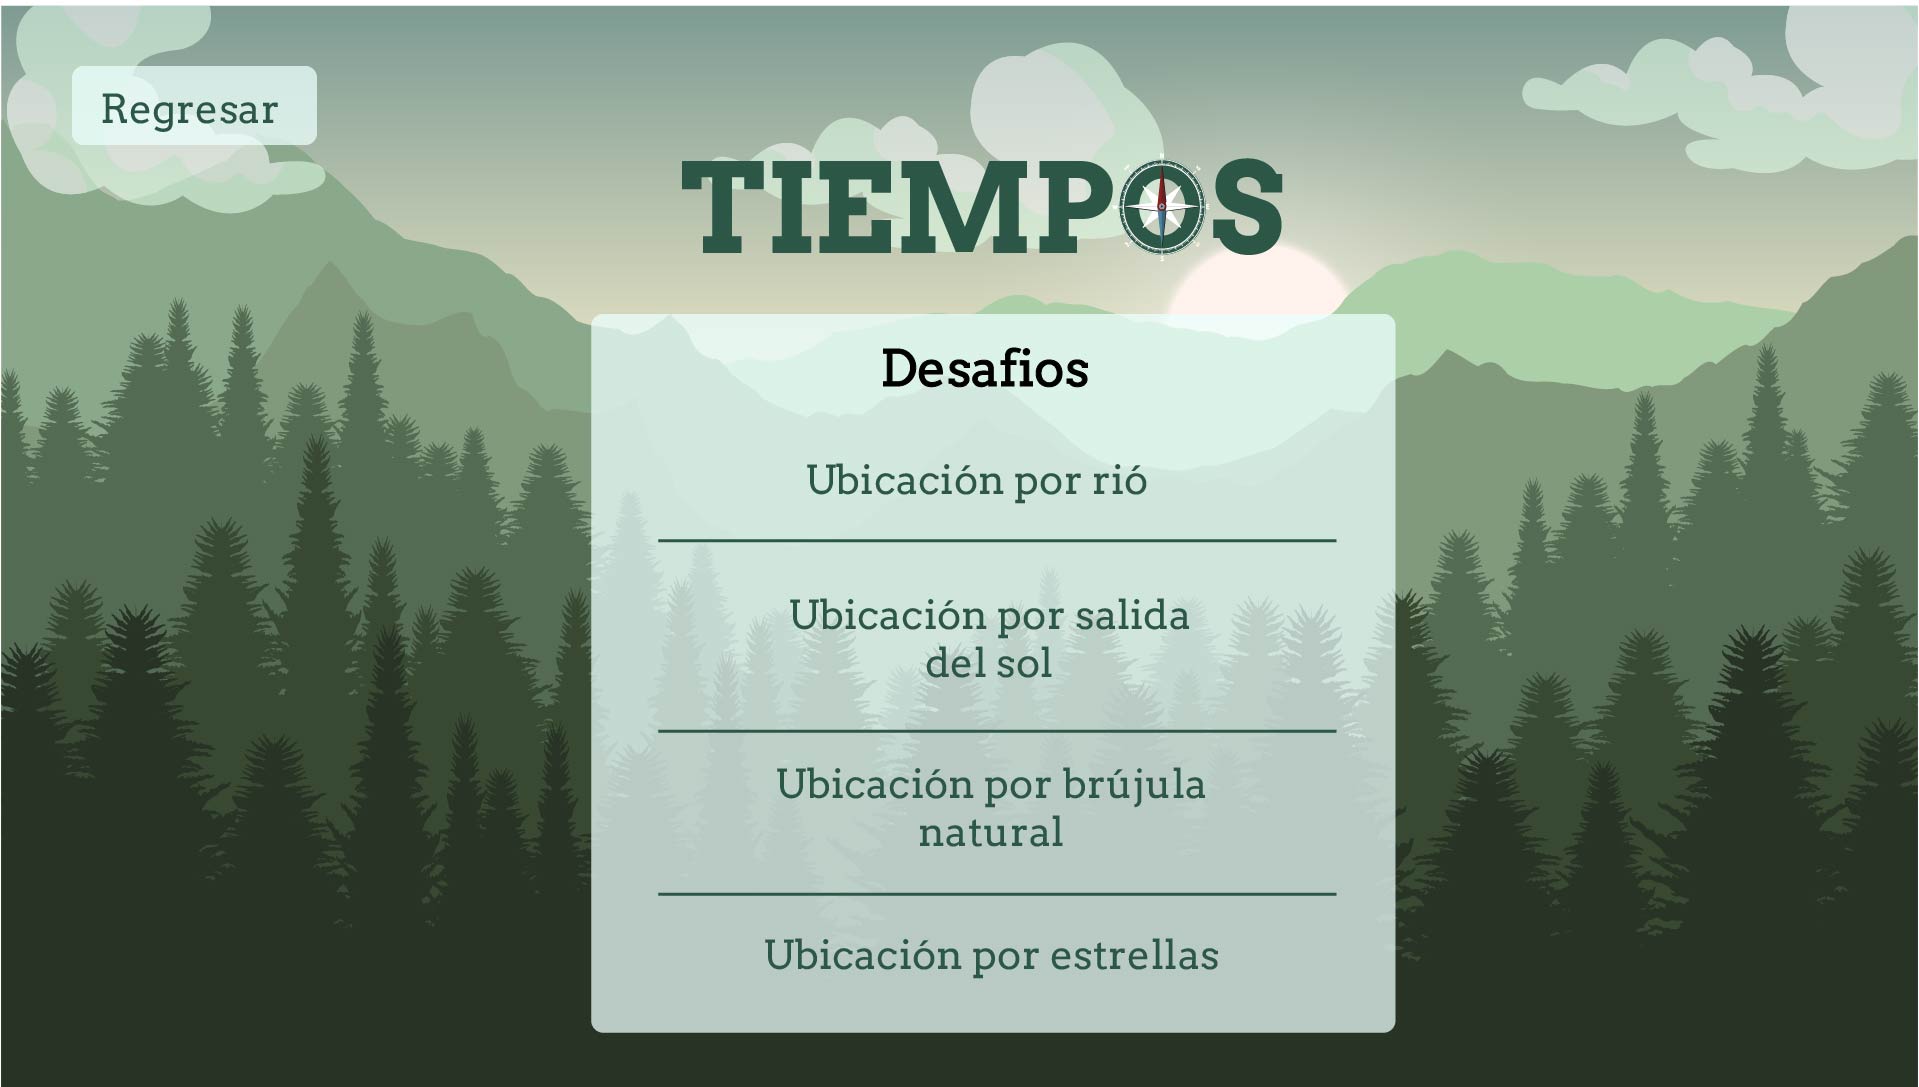 Regresar
TIEMPOS
Desafios
Ubicación por rió
Ubicación por salida
del sol
Ubicación por brújula
natural
Ubicación por estrellas